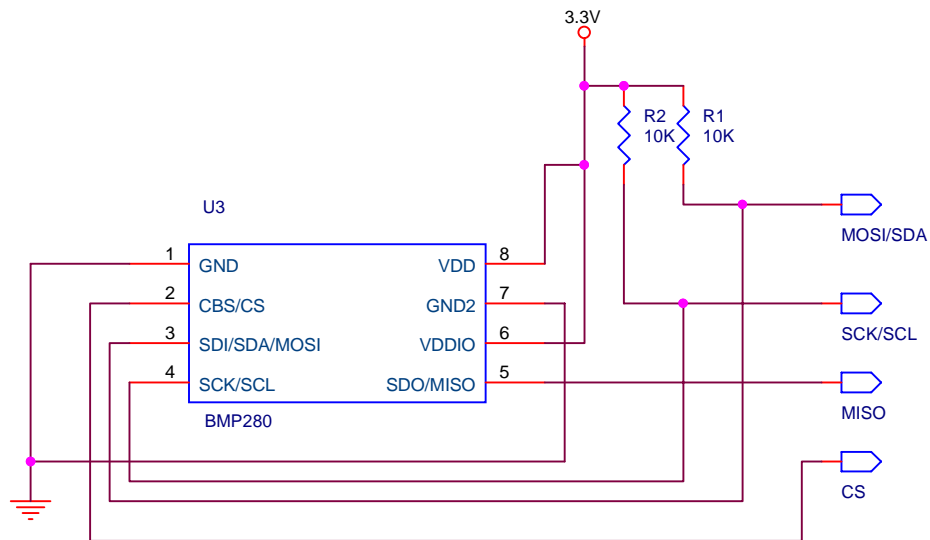 3.3V
R2
10K
R1
10K
U3
MOSI/SDA
1
GND
VDD
8
2
CBS/CS
GND2
7
3
SDI/SDA/MOSI
VDDIO
6
SCK/SCL
4
SCK/SCL
SDO/MISO
5
MISO
BMP280
CS